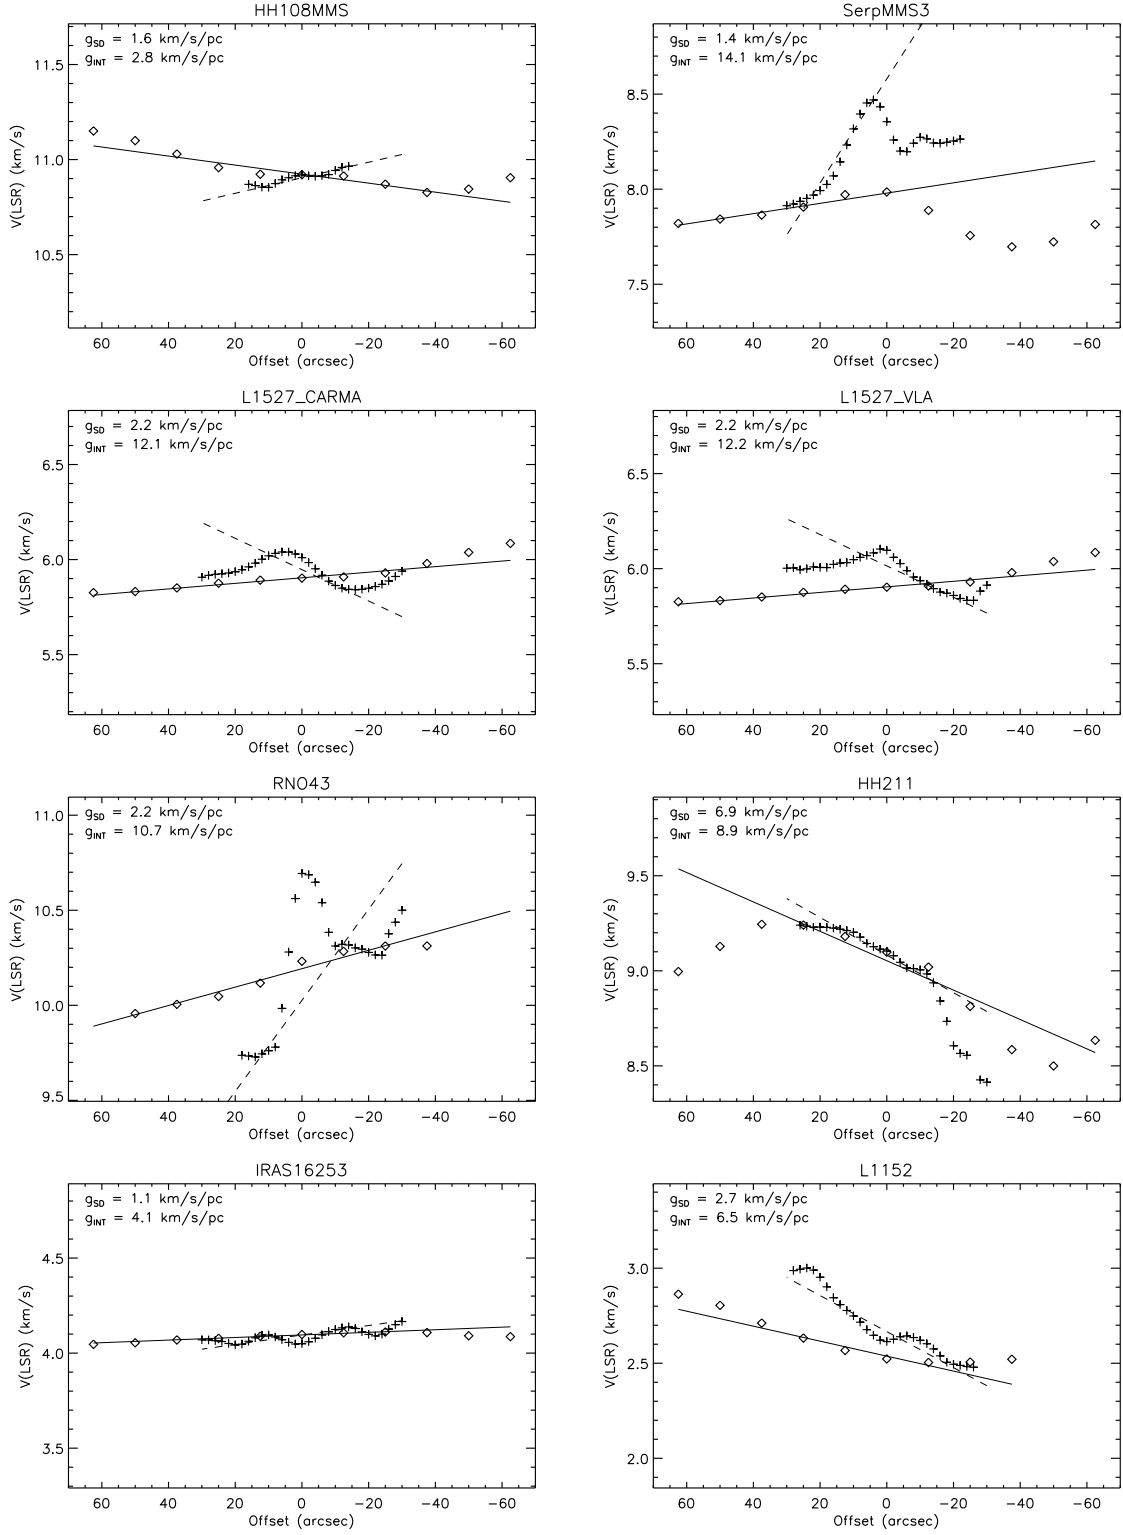 HH108MMS
g_SD = 1.6 km/s/pc
g_INT = 2.8 km/s/pc
11.5
11.0
10.5
V(LSR) (km/s)
60 40 20 0 −20 −40 −60
Offset (arcsec)
SerpMMS3
g_SD = 1.4 km/s/pc
g_INT = 14.1 km/s/pc
8.5
8.0
7.5
V(LSR) (km/s)
60 40 20 0 −20 −40 −60
Offset (arcsec)
L1527_CARMA
g_SD = 2.2 km/s/pc
g_INT = 12.1 km/s/pc
6.5
6.0
5.5
V(LSR) (km/s)
60 40 20 0 −20 −40 −60
Offset (arcsec)
L1527_VLA
g_SD = 2.2 km/s/pc
g_INT = 12.2 km/s/pc
6.5
6.0
5.5
V(LSR) (km/s)
60 40 20 0 −20 −40 −60
Offset (arcsec)
RNO43
g_SD = 2.2 km/s/pc
g_INT = 10.7 km/s/pc
11.0
10.5
10.0
9.5
V(LSR) (km/s)
60 40 20 0 −20 −40 −60
Offset (arcsec)
HH211
g_SD = 6.9 km/s/pc
g_INT = 8.9 km/s/pc
9.5
9.0
8.5
V(LSR) (km/s)
60 40 20 0 −20 −40 −60
Offset (arcsec)
IRAS16253
g_SD = 1.1 km/s/pc
g_INT = 4.1 km/s/pc
4.5
4.0
3.5
V(LSR) (km/s)
60 40 20 0 −20 −40 −60
Offset (arcsec)
L1152
g_SD = 2.7 km/s/pc
g_INT = 6.5 km/s/pc
3.0
2.5
2.0
V(LSR) (km/s)
60 40 20 0 −20 −40 −60
Offset (arcsec)